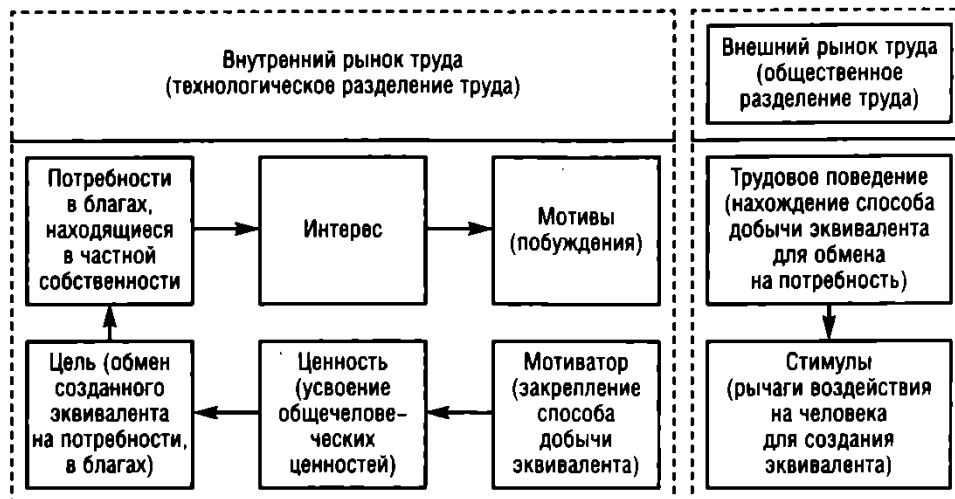 Внутренний рынок труда
(технологическое разделение труда)
Внешний рынок труда
(общественное
разделение труда)
Потребности
в благах,
находящиеся
в частной
собственности
Интерес
Мотивы
(побуждения)
Трудовое поведение
(нахождение способа
добычи эквивалента
для обмена
на потребность)
Цель (обмен
созданного
эквивалента
на потребности,
в благах)
Ценность
(усвоение
общечелове-
ческих
ценностей)
Мотиватор
(закрепление
способа
добычи
эквивалента)
Стимулы
(рычаги воздействия
на человека
для создания
эквивалента)